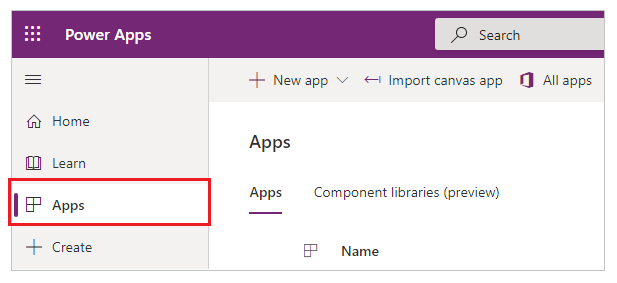 Power Apps
Search
New app
Import canvas app
All apps
Home
Learn
Apps
Create
Apps
Apps
Component libraries (preview)
Name